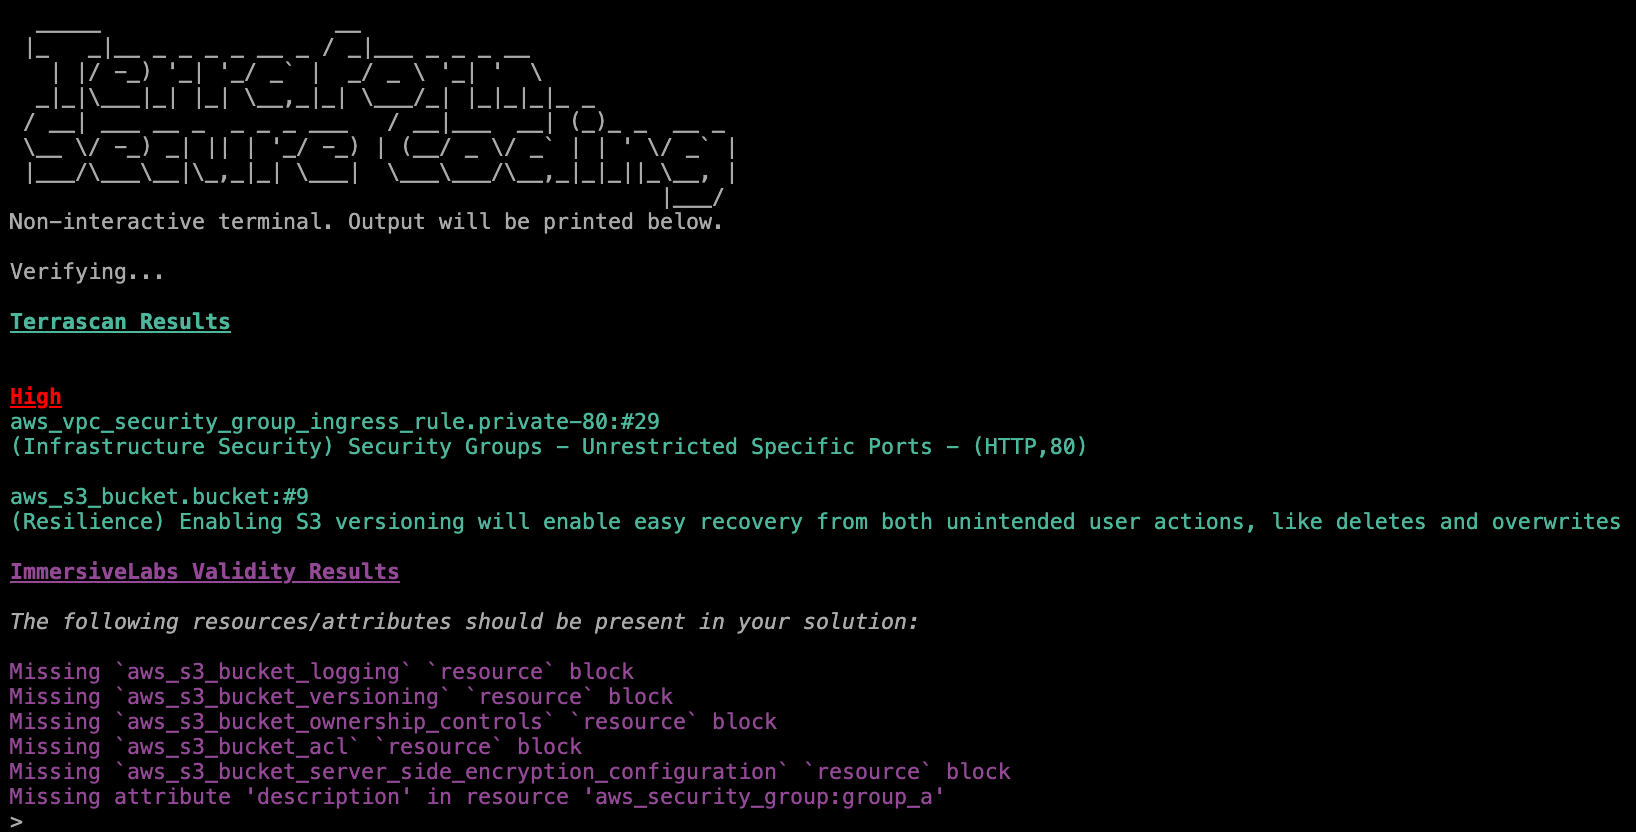 Terraform
Secure Coding
Non-interactive terminal. Output will be printed below.
Verifying...
Terrascan Results
High
aws_vpc_security_group_ingress_rule.private-80:#29
(Infrastructure Security) Security Groups - Unrestricted Specific Ports - (HTTP,80)
aws_s3_bucket.bucket:#9
(Resilience) Enabling S3 versioning will enable easy recovery from both unintended user actions, like deletes and overwrites
ImmersiveLabs Validity Results
The following resources/attributes should be present in your solution:
Missing `aws_s3_bucket_logging` `resource` block
Missing `aws_s3_bucket_versioning` `resource` block
Missing `aws_s3_bucket_ownership_controls` `resource` block
Missing `aws_s3_bucket_acl` `resource` block
Missing `aws_s3_bucket_server_side_encryption_configuration` `resource` block
Missing attribute 'description' in resource 'aws_security_group:group_a'
>